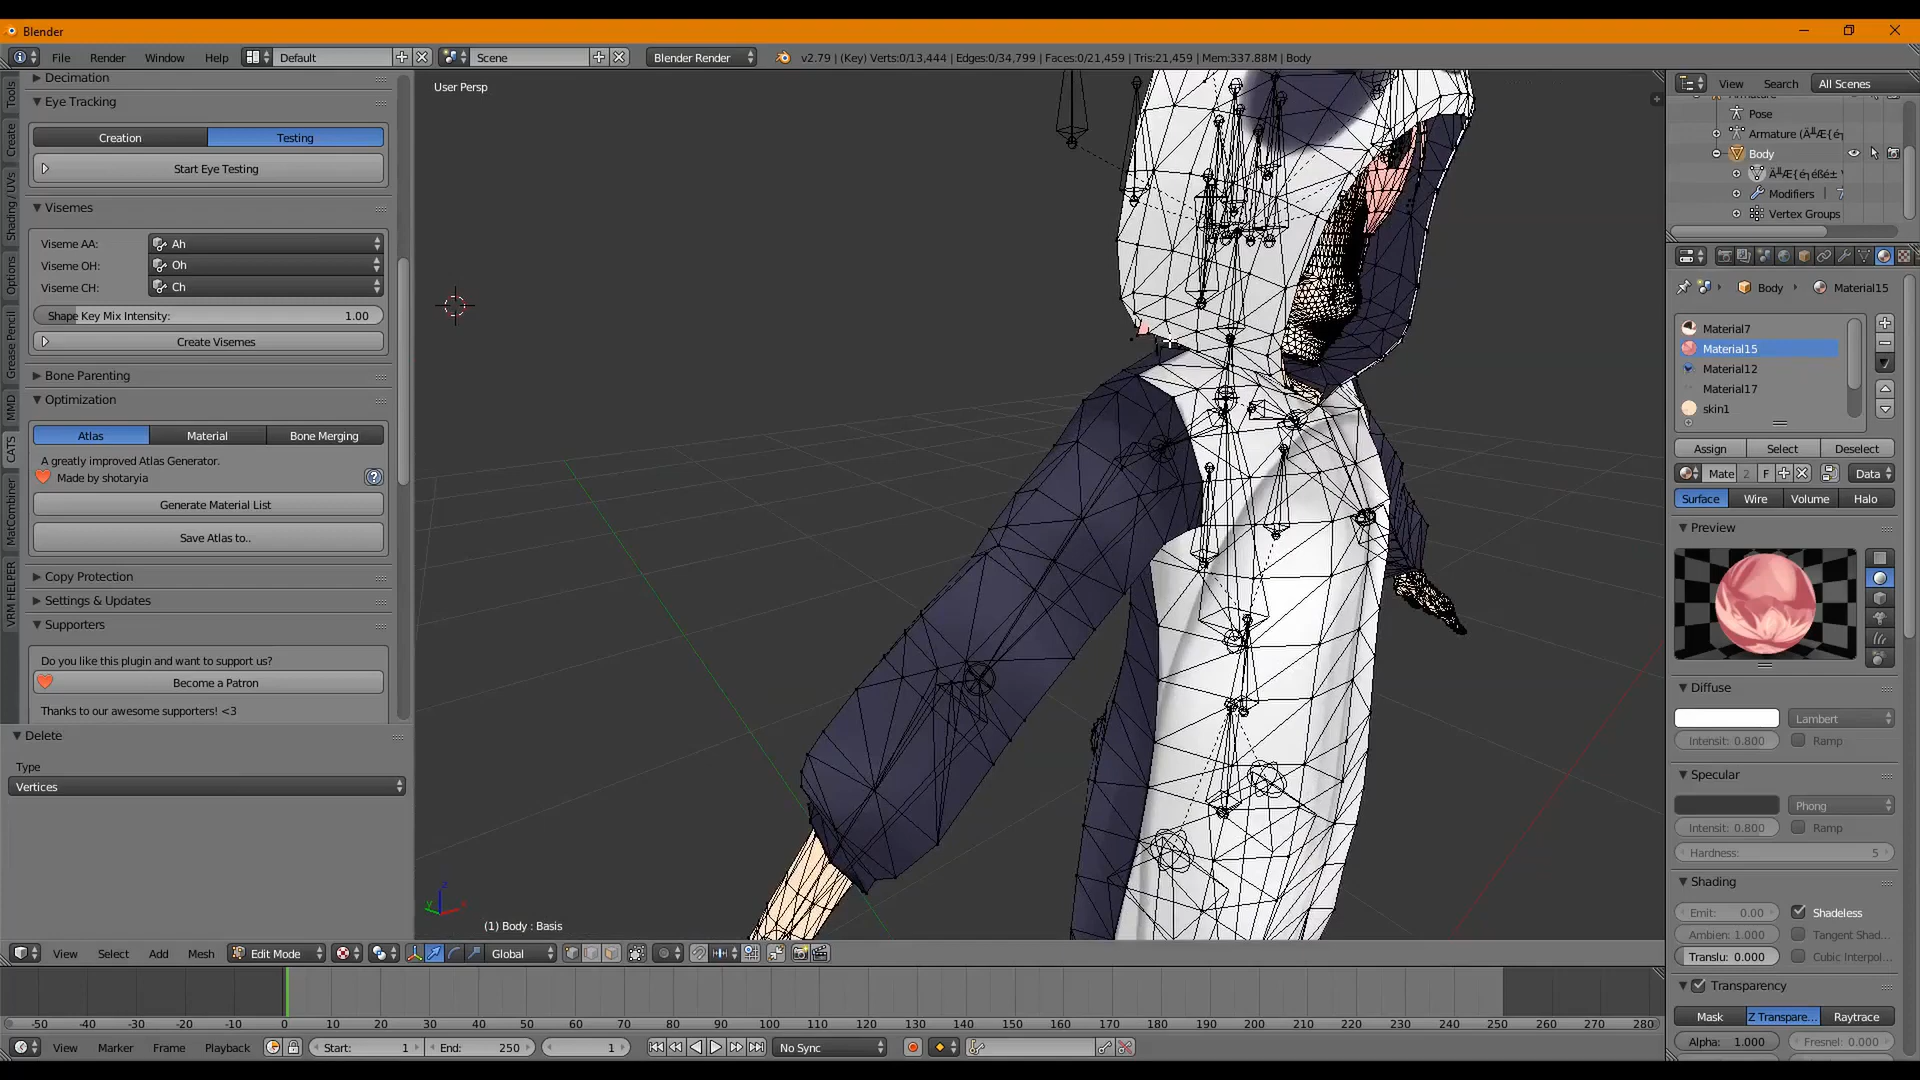 Blender
File Render Window Help Default Scene Blender Render v2.79 | (Key) Verts:0/13,444 | Edges:0/34,799 | Faces:0/21,459 | Tris:21,459 | Mem:337.88M | Body
Tools
Create
Shading / UVs
Options
Grease Pencil
MMD
CATS
MatCombiner
VRM HELPER
Decimation
Eye Tracking
Creation Testing
Start Eye Testing
Visemes
Viseme AA: Ah
Viseme OH: Oh
Viseme CH: Ch
Shape Key Mix Intensity: 1.00
Create Visemes
Bone Parenting
Optimization
Atlas Material Bone Merging
A greatly improved Atlas Generator.
Made by shotaryia
Generate Material List
Save Atlas to..
Copy Protection
Settings & Updates
Supporters
Do you like this plugin and want to support us?
Become a Patron
Thanks to our awesome supporters! <3
Delete
Type
Vertices
User Persp
(1) Body : Basis
View Select Add Mesh Edit Mode Global
View Search All Scenes
Pose
Armature
Body
Modifiers
Vertex Groups
Body Material15
Material7
Material15
Material12
Material17
skin1
Assign Select Deselect
Mate 2 F Data
Surface Wire Volume Halo
Preview
Diffuse
Lambert
Intensit: 0.800 Ramp
Specular
Phong
Intensit: 0.800 Ramp
Hardness: 5
Shading
Emit: 0.00 Shadeless
Ambien: 1.000 Tangent Shad...
Translu: 0.000 Cubic Interpol...
Transparency
Mask Z Transpare... Raytrace
Alpha: 1.000 Fresnel: 0.000
-50 -40 -30 -20 -10 0 10 20 30 40 50 60 70 80 90 100 110 120 130 140 150 160 170 180 190 200 210 220 230 240 250 260 270 280
View Marker Frame Playback Start: 1 End: 250 1 No Sync